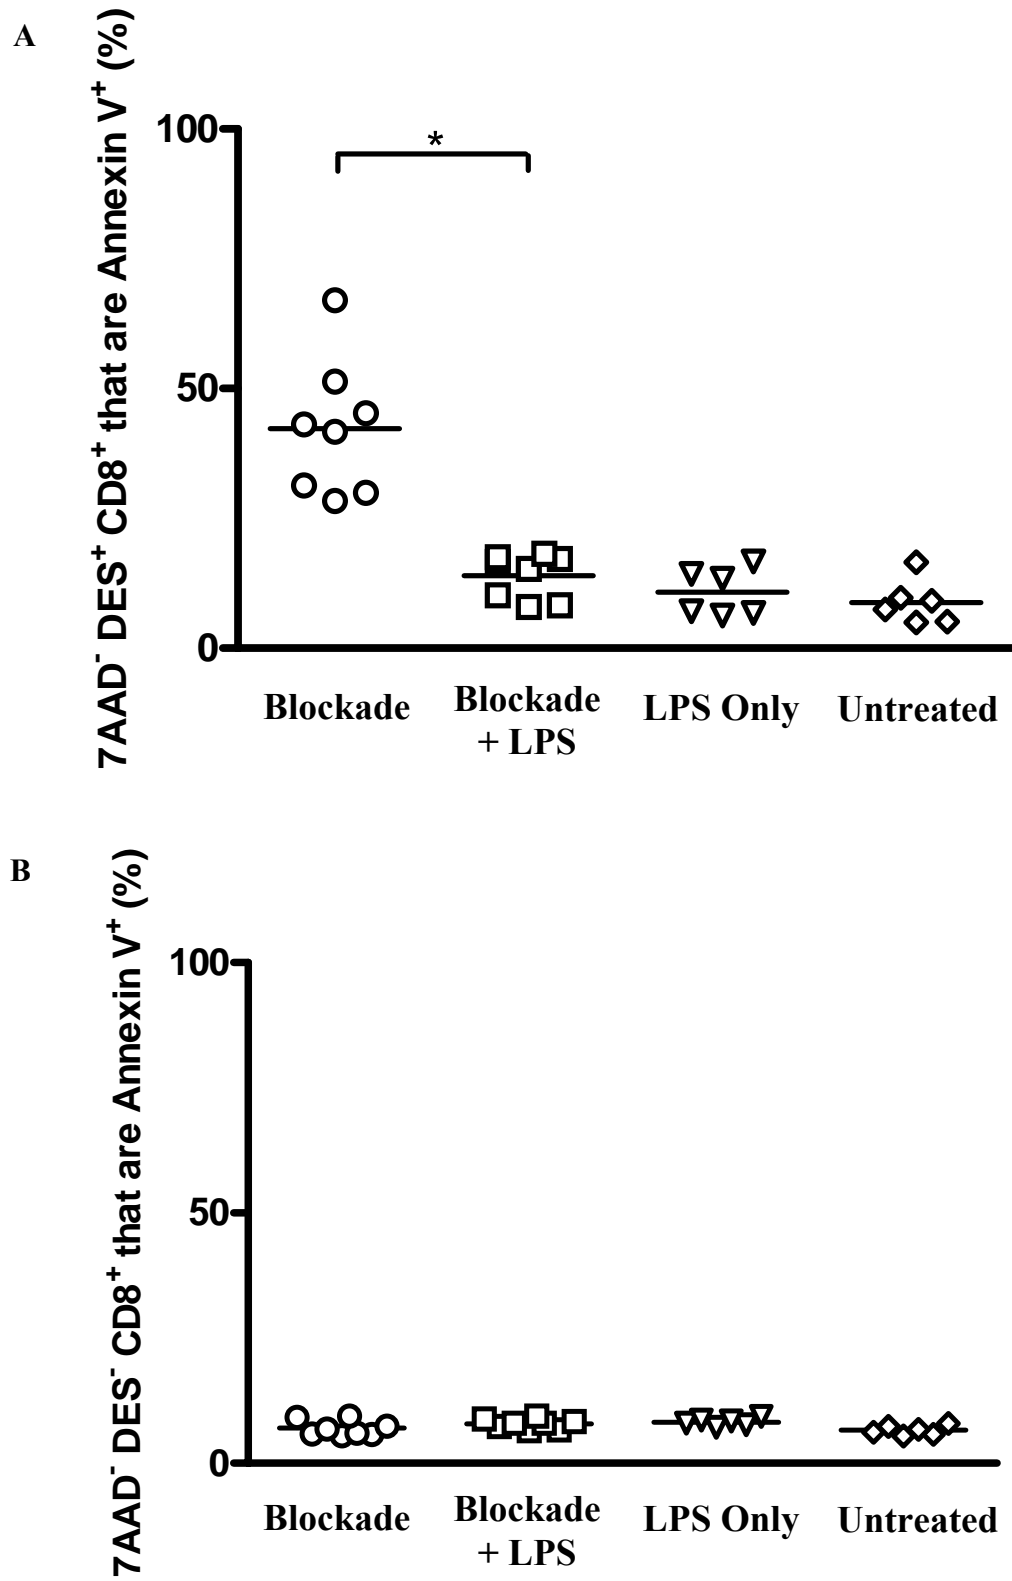 A
7AAD⁻ DES⁺ CD8⁺ that are Annexin V⁺ (%)
100
*
50
0
Blockade
Blockade
+ LPS
LPS Only
Untreated
B
7AAD⁻ DES⁻ CD8⁺ that are Annexin V⁺ (%)
100
50
0
Blockade
Blockade
+ LPS
LPS Only
Untreated